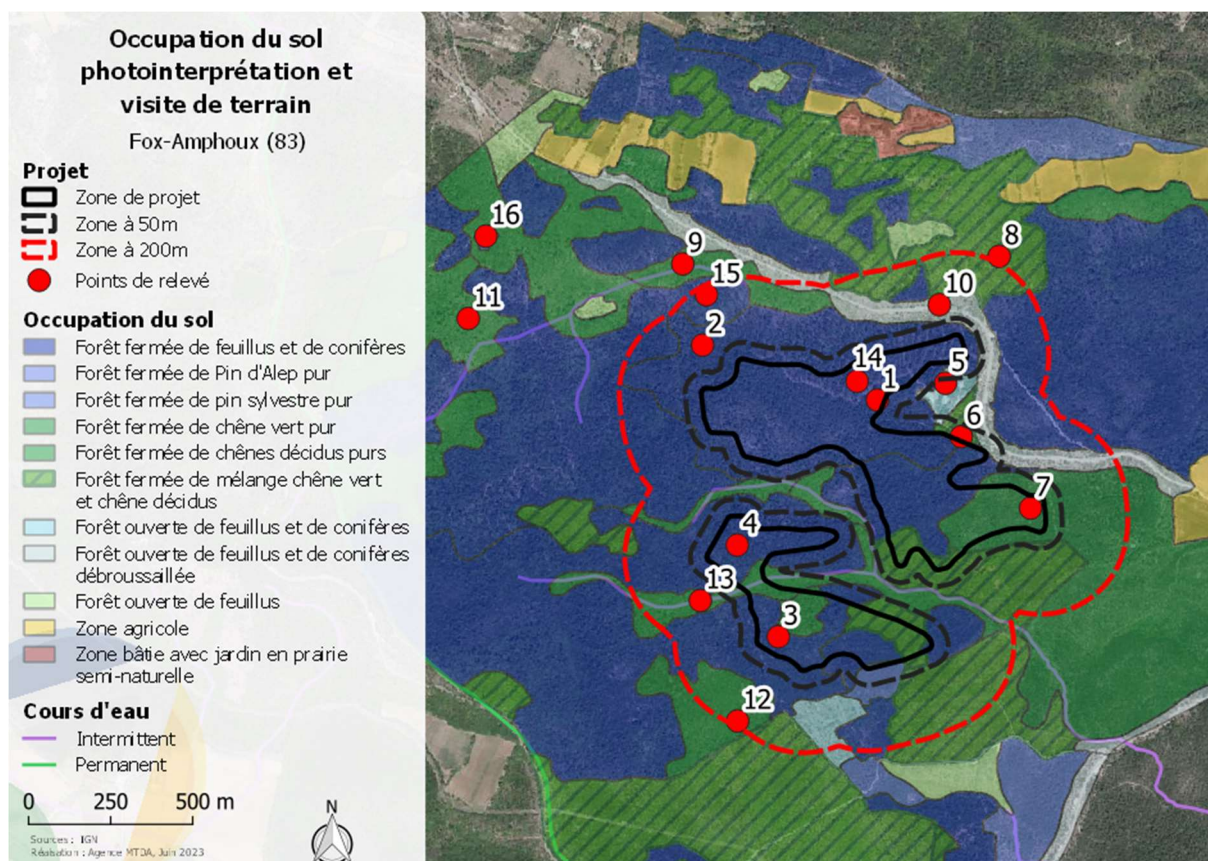 Occupation du sol
photointerprétation et
visite de terrain
Fox-Amphoux (83)
Projet
Zone de projet
Zone à 50m
Zone à 200m
Points de relevé
Occupation du sol
Forêt fermée de feuillus et de conifères
Forêt fermée de Pin d'Alep pur
Forêt fermée de pin sylvestre pur
Forêt fermée de chêne vert pur
Forêt fermée de chênes décidus purs
Forêt fermée de mélange chêne vert
et chêne décidus
Forêt ouverte de feuillus et de conifères
Forêt ouverte de feuillus et de conifères
débroussaillée
Forêt ouverte de feuillus
Zone agricole
Zone bâtie avec jardin en prairie
semi-naturelle
Cours d'eau
Intermittent
Permanent
0 250 500 m
N
Sources : IGN
Réalisation : Agence MTDA, Juin 2023
16
9
8
15
11
10
2
14
5
1
6
7
4
13
3
12